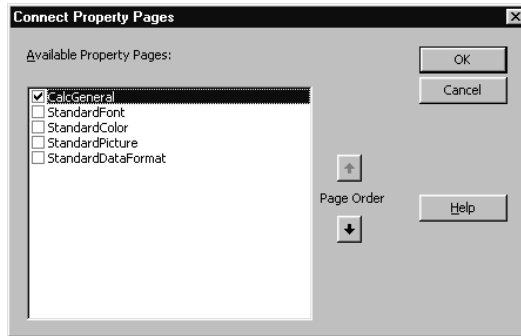 Connect Property Pages
Available Property Pages:
OK
Cancel
CalcGeneral
StandardFont
StandardColor
StandardPicture
StandardDataFormat
Page Order
Help